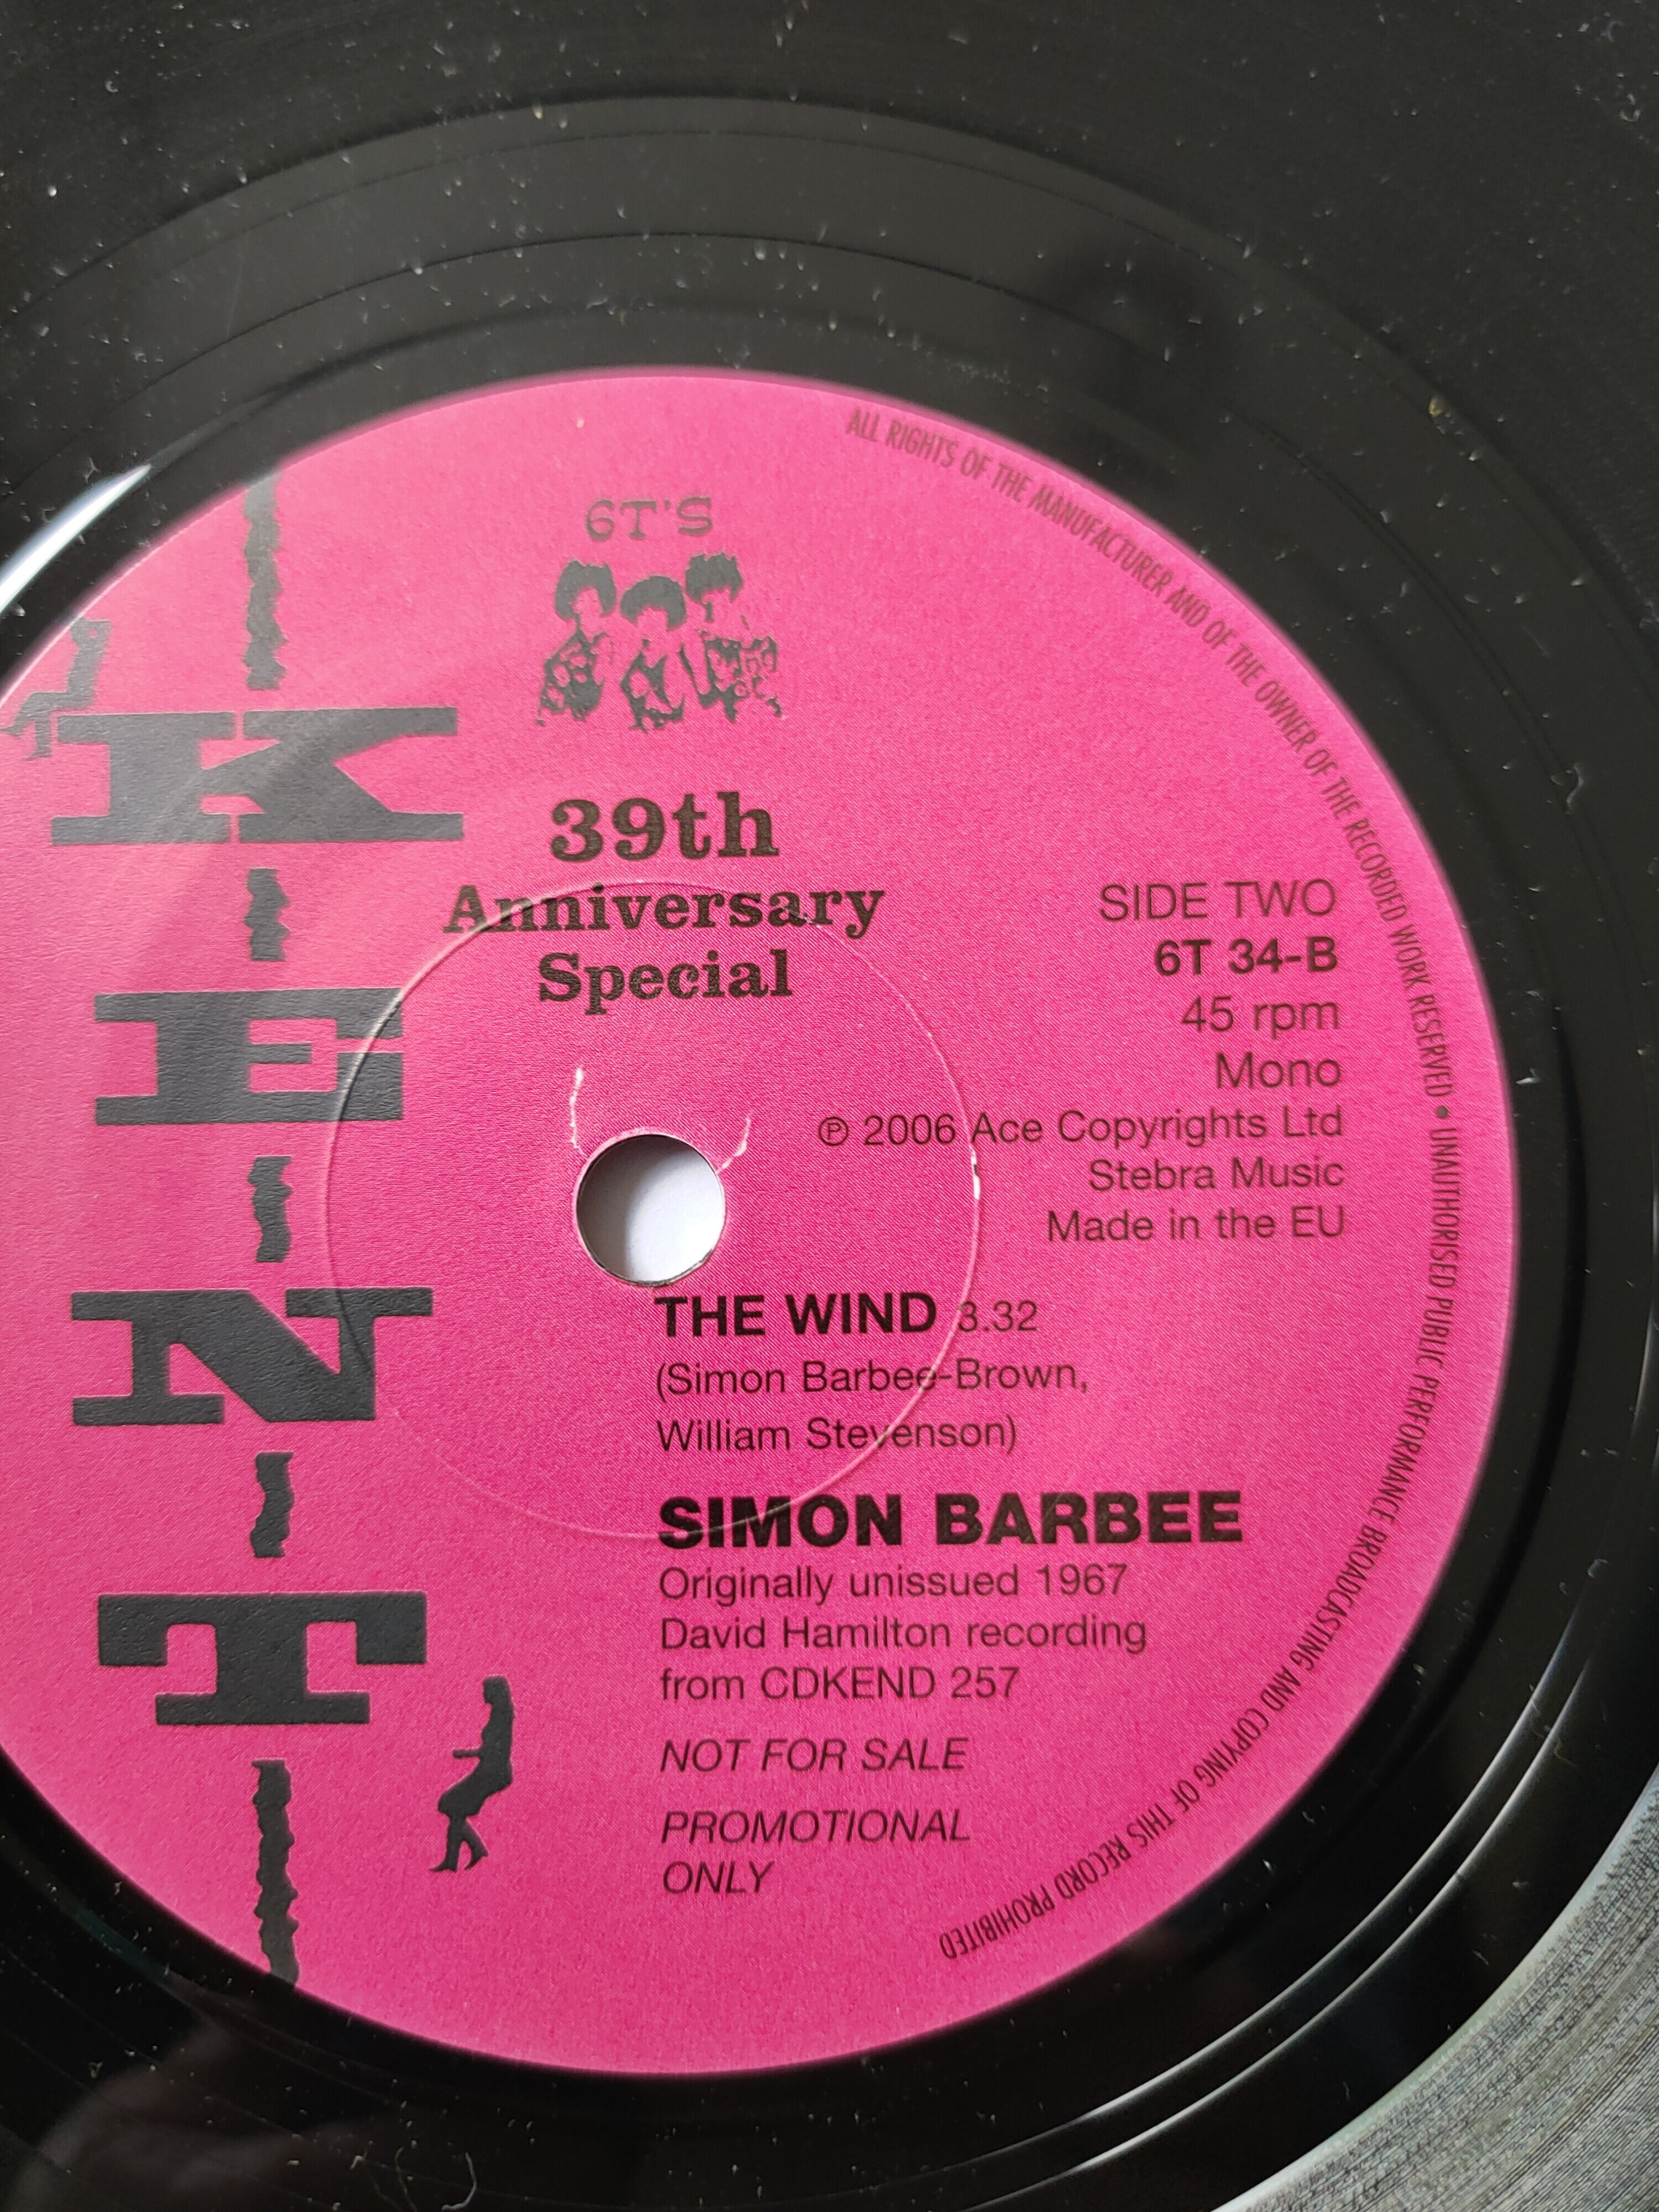 6T'S
KENT
39th
Anniversary
Special
SIDE TWO
6T 34-B
45 rpm
Mono
℗ 2006 Ace Copyrights Ltd
Stebra Music
Made in the EU
THE WIND 3.32
(Simon Barbee-Brown,
William Stevenson)
SIMON BARBEE
Originally unissued 1967
David Hamilton recording
from CDKEND 257
NOT FOR SALE
PROMOTIONAL
ONLY
ALL RIGHTS OF THE MANUFACTURER AND OF THE OWNER OF THE RECORDED WORK RESERVED • UNAUTHORISED PUBLIC PERFORMANCE BROADCASTING AND COPYING OF THIS RECORD PROHIBITED